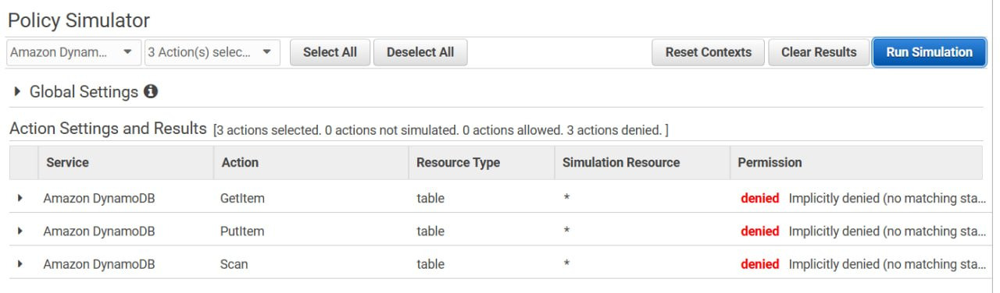 Policy Simulator
Amazon Dynam... 3 Action(s) selec... Select All Deselect All Reset Contexts Clear Results Run Simulation
Global Settings
Action Settings and Results [3 actions selected. 0 actions not simulated. 0 actions allowed. 3 actions denied. ]
Service Action Resource Type Simulation Resource Permission
Amazon DynamoDB GetItem table * denied Implicitly denied (no matching sta...
Amazon DynamoDB PutItem table * denied Implicitly denied (no matching sta...
Amazon DynamoDB Scan table * denied Implicitly denied (no matching sta...